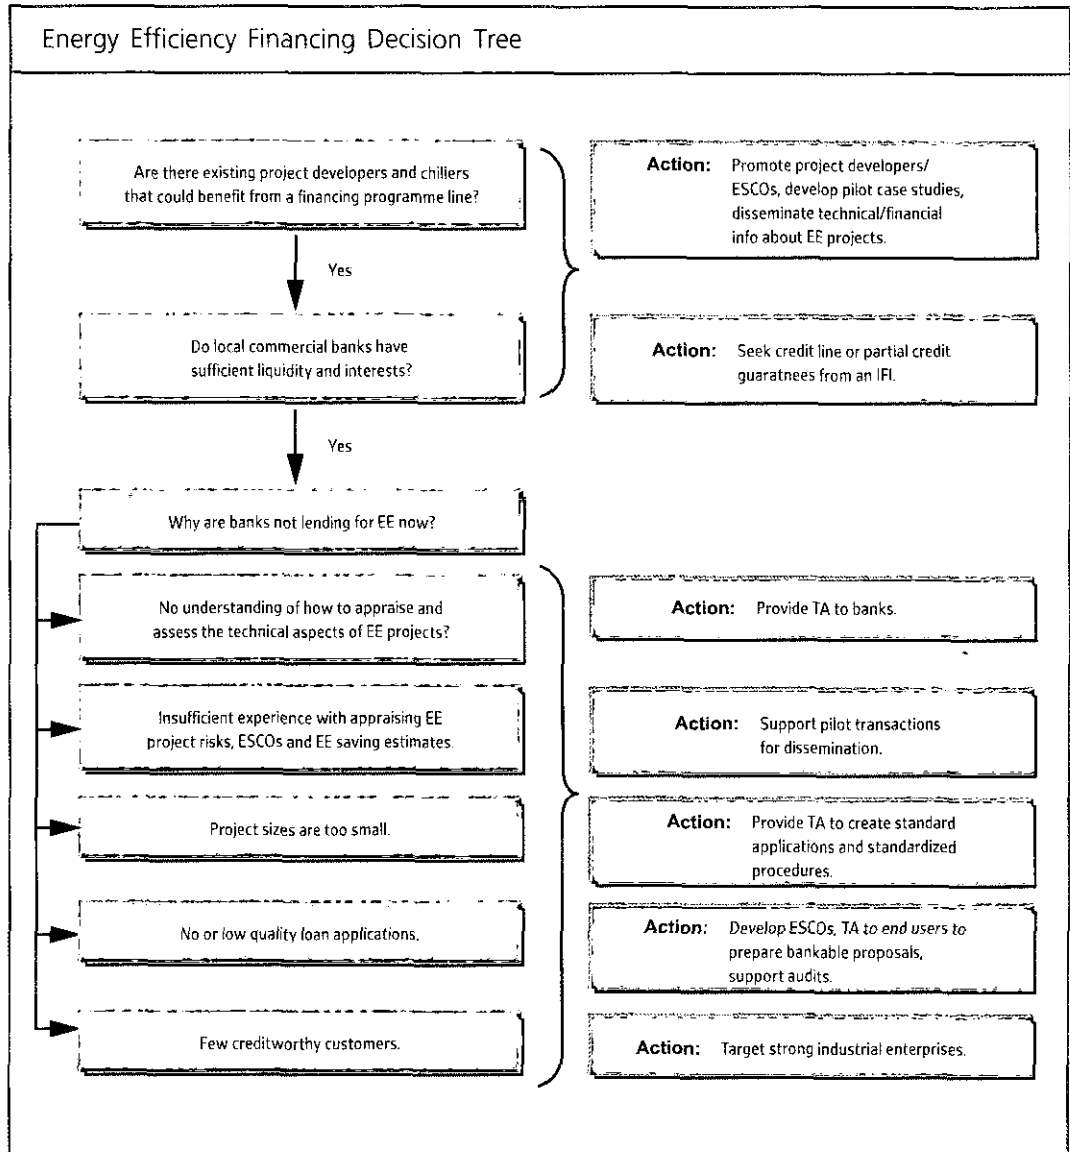 Energy Efficiency Financing Decision Tree
Are there existing project developers and chillers
that could benefit from a financing programme line?
Action: Promote project developers/
ESCOs, develop pilot case studies,
disseminate technical/financial
info about EE projects.
Yes
Do local commercial banks have
sufficient liquidity and interests?
Action: Seek credit line or partial credit
guaratnees from an IFI.
Yes
Why are banks not lending for EE now?
No understanding of how to appraise and
assess the technical aspects of EE projects?
Action: Provide TA to banks.
Insufficient experience with appraising EE
project risks, ESCOs and EE saving estimates.
Action: Support pilot transactions
for dissemination.
Project sizes are too small.
Action: Provide TA to create standard
applications and standardized
procedures.
No or low quality loan applications.
Action: Develop ESCOs, TA to end users to
prepare bankable proposals,
support audits.
Few creditworthy customers.
Action: Target strong industrial enterprises.